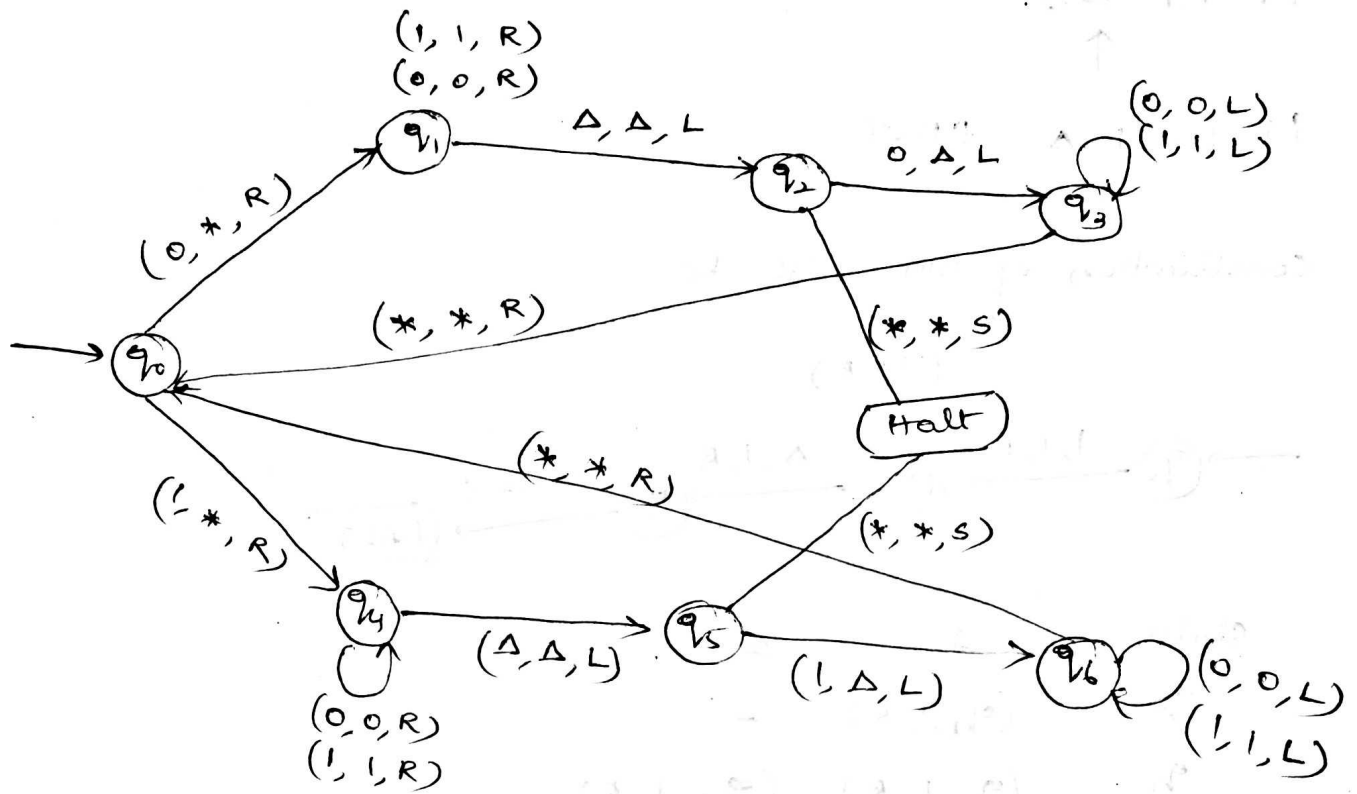 (1, 1, R)
(0, 0, R)
q1
Δ, Δ, L
q2
0, Δ, L
(0, 0, L)
(1, 1, L)
q3
(0, *, R)
(*, *, R)
(*, *, S)
q0
Halt
(*, *, R)
(1, *, R)
(*, *, S)
q4
(Δ, Δ, L)
q5
(1, Δ, L)
q6
(0, 0, L)
(1, 1, L)
(0, 0, R)
(1, 1, R)